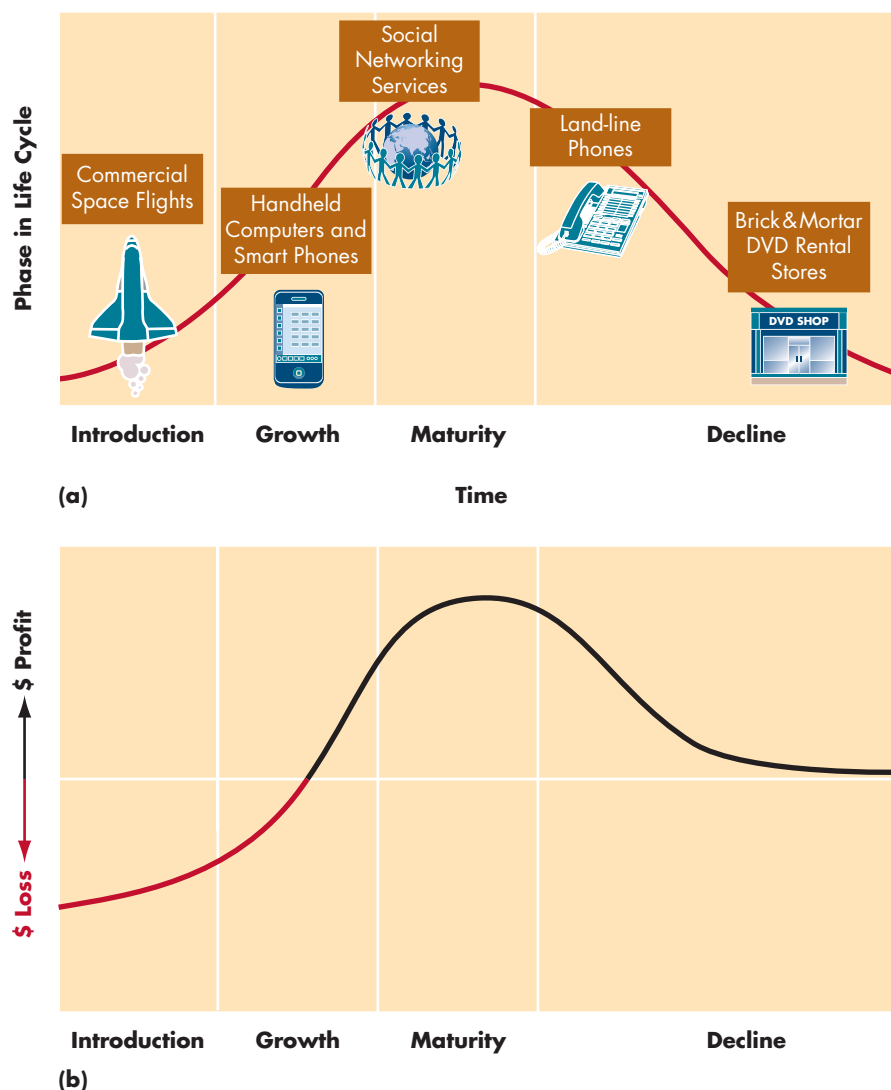 Phase in Life Cycle
Commercial
Space Flights
Handheld
Computers and
Smart Phones
Social
Networking
Services
Land-line
Phones
Brick & Mortar
DVD Rental
Stores
DVD SHOP
Introduction
Growth
Maturity
Decline
(a)
Time
$ Profit
$ Loss
Introduction
Growth
Maturity
Decline
(b)